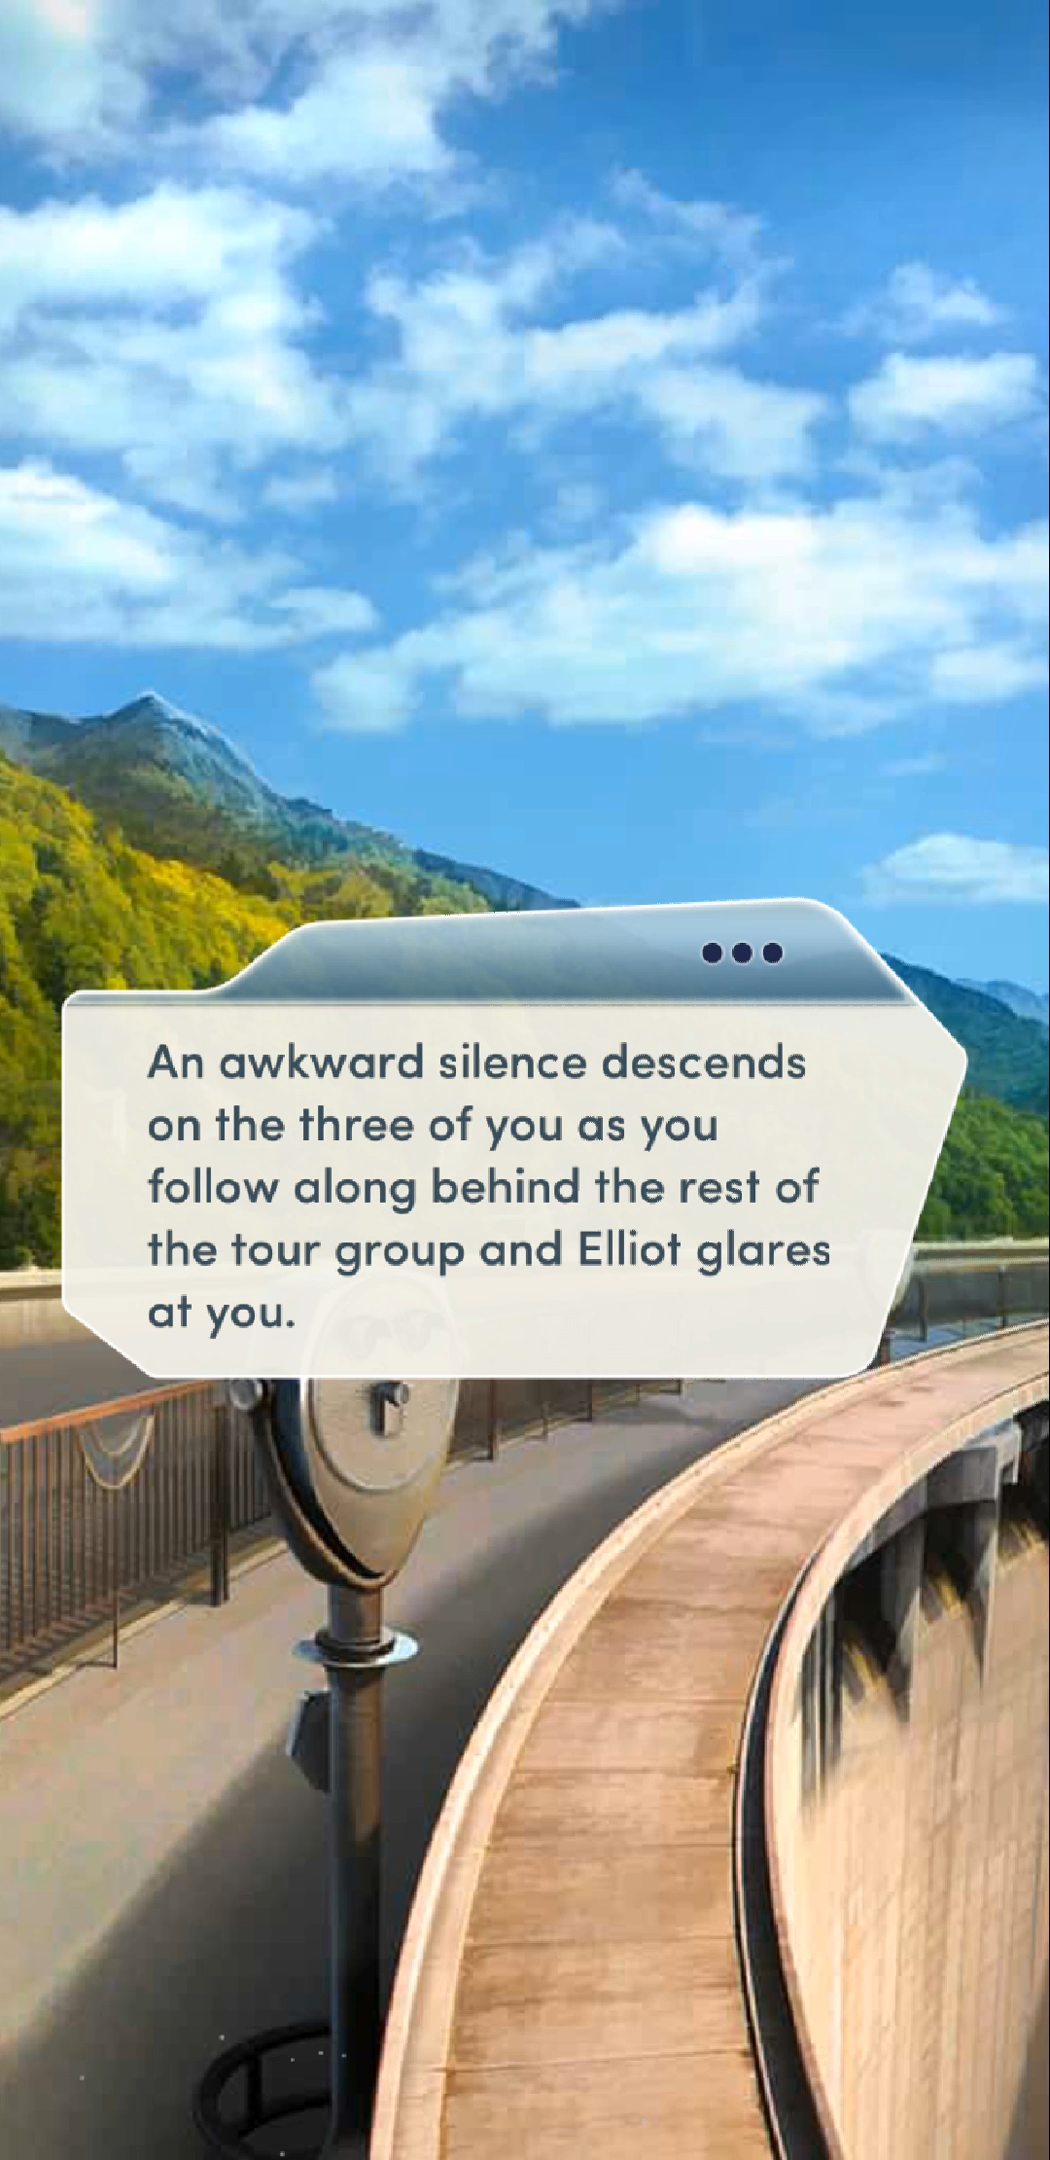 An awkward silence descends
on the three of you as you
follow along behind the rest of
the tour group and Elliot glares
at you.